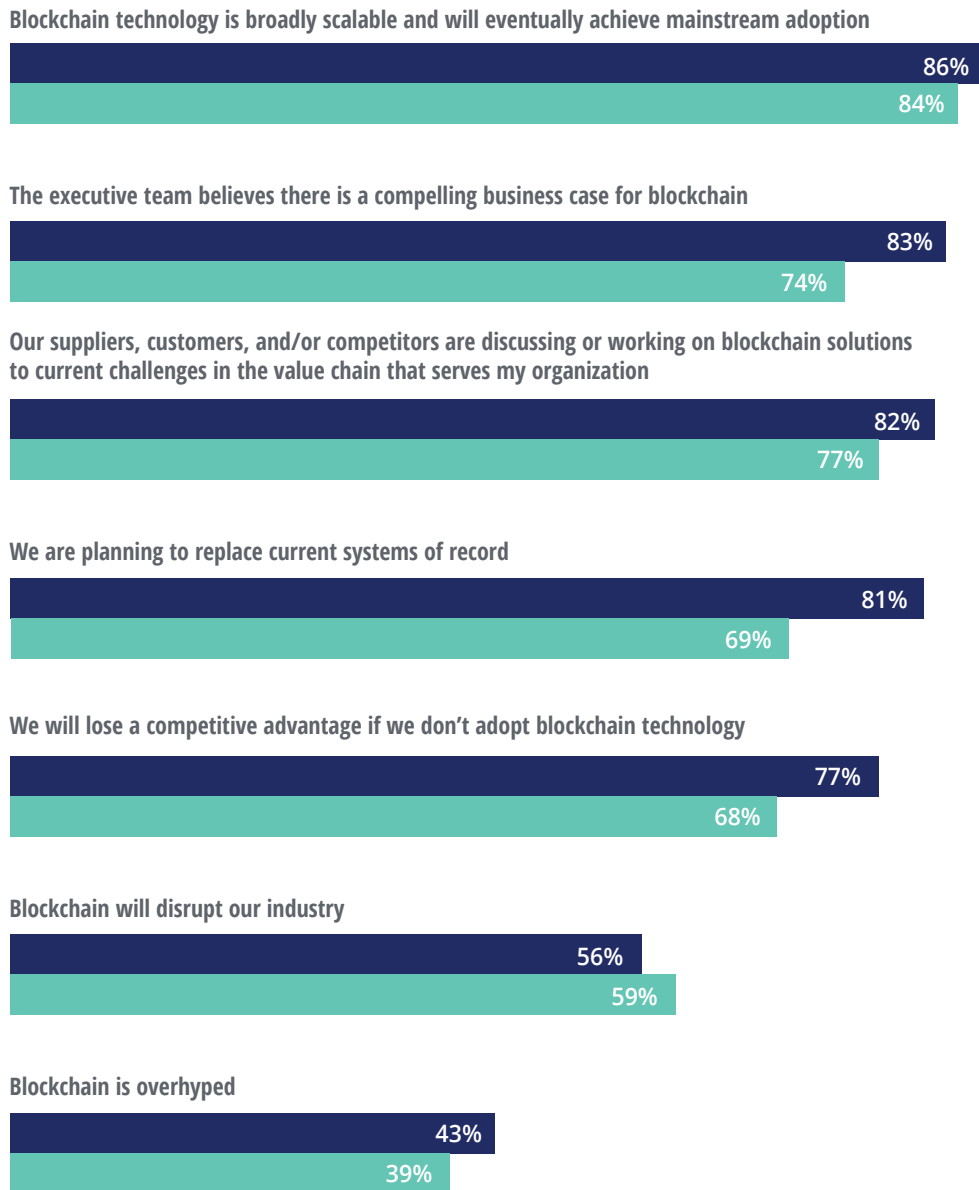 Blockchain technology is broadly scalable and will eventually achieve mainstream adoption
86%
84%
The executive team believes there is a compelling business case for blockchain
83%
74%
Our suppliers, customers, and/or competitors are discussing or working on blockchain solutions
to current challenges in the value chain that serves my organization
82%
77%
We are planning to replace current systems of record
81%
69%
We will lose a competitive advantage if we don’t adopt blockchain technology
77%
68%
Blockchain will disrupt our industry
56%
59%
Blockchain is overhyped
43%
39%